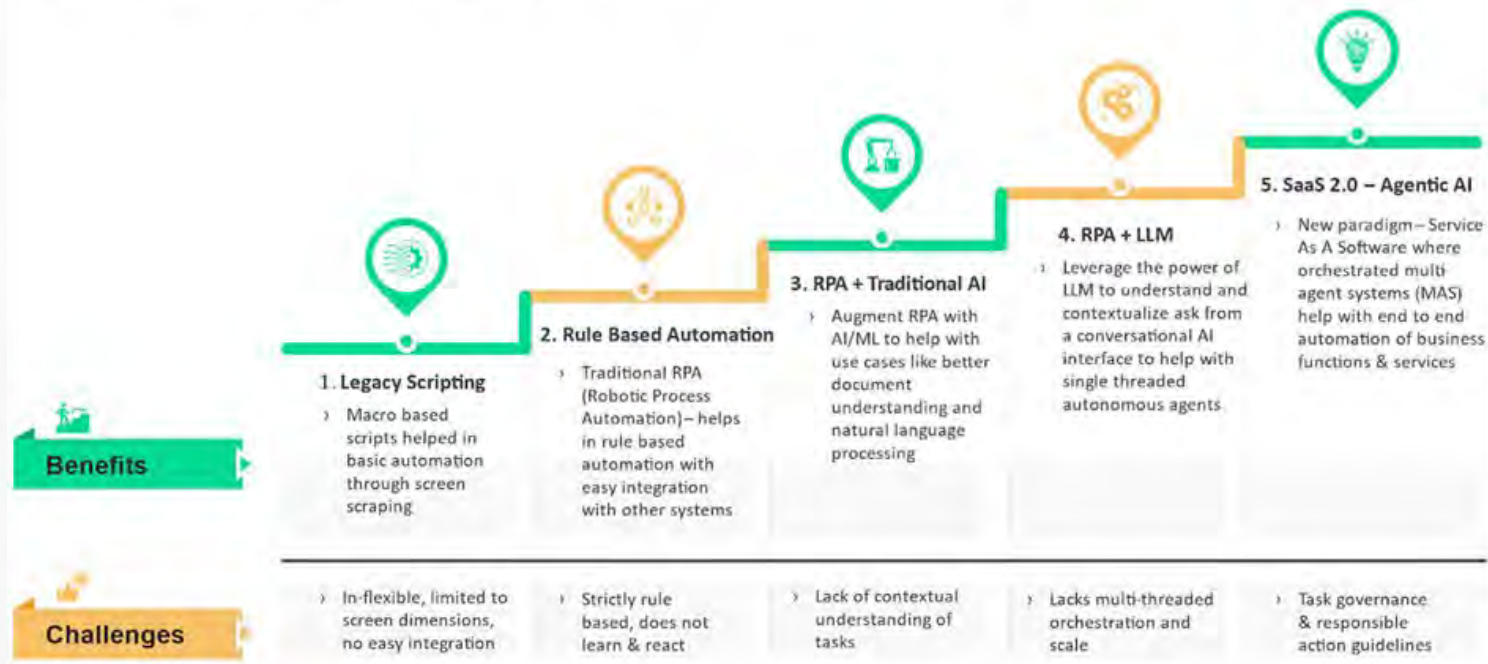 1. Legacy Scripting
› Macro based
scripts helped in
basic automation
through screen
scraping
2. Rule Based Automation
› Traditional RPA
(Robotic Process
Automation)– helps
in rule based
automation with
easy integration
with other systems
3. RPA + Traditional AI
› Augment RPA with
AI/ML to help with
use cases like better
document
understanding and
natural language
processing
4. RPA + LLM
› Leverage the power of
LLM to understand and
contextualize ask from
a conversational AI
interface to help with
single threaded
autonomous agents
5. SaaS 2.0 – Agentic AI
› New paradigm– Service
As A Software where
orchestrated multi
agent systems (MAS)
help with end to end
automation of business
functions & services
Benefits
Challenges
› In-flexible, limited to
screen dimensions,
no easy integration
› Strictly rule
based, does not
learn & react
› Lack of contextual
understanding of
tasks
› Lacks multi-threaded
orchestration and
scale
› Task governance
& responsible
action guidelines